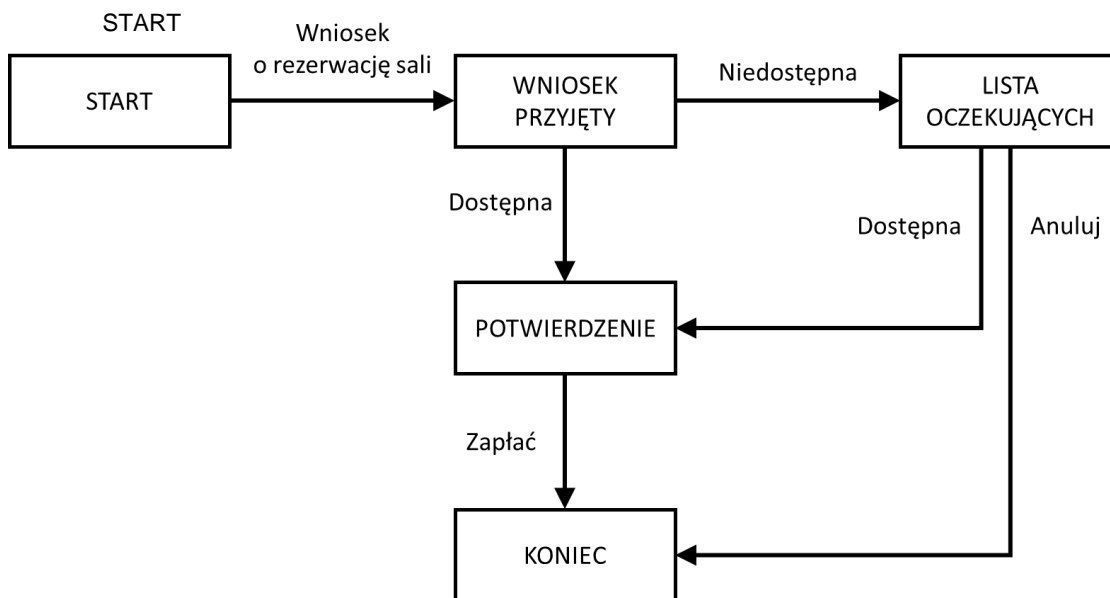 START
Wniosek
o rezerwację sali
START
WNIOSEK
PRZYJĘTY
Niedostępna
LISTA
OCZEKUJĄCYCH
Dostępna
Dostępna
Anuluj
POTWIERDZENIE
Zapłać
KONIEC